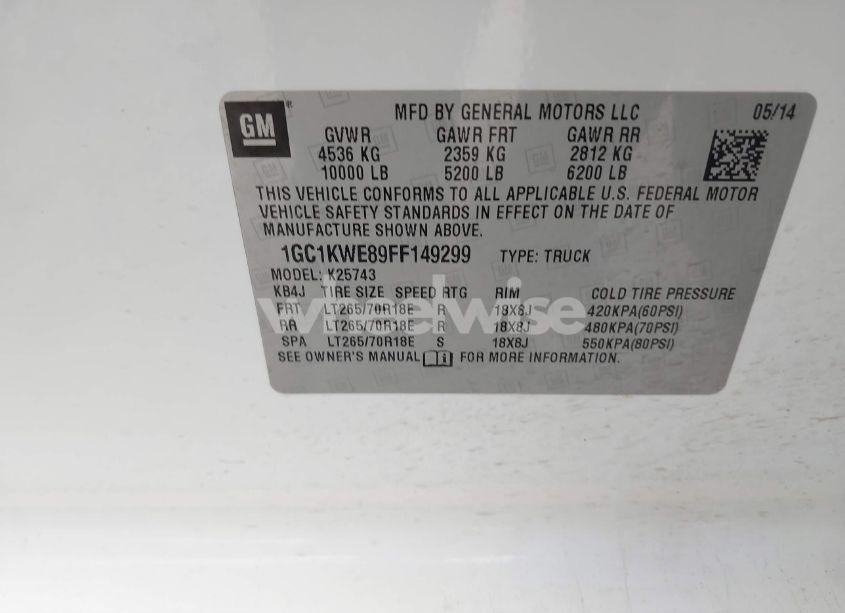 GM
MFD BY GENERAL MOTORS LLC 05/14
GVWR GAWR FRT GAWR RR
4536 KG 2359 KG 2812 KG
10000 LB 5200 LB 6200 LB
THIS VEHICLE CONFORMS TO ALL APPLICABLE U.S. FEDERAL MOTOR
VEHICLE SAFETY STANDARDS IN EFFECT ON THE DATE OF
MANUFACTURE SHOWN ABOVE.
1GC1KWE89FF149299 TYPE: TRUCK
MODEL: K25743
KB4J TIRE SIZE SPEED RTG RIM COLD TIRE PRESSURE
FRT LT265/70R18E R 18X8J 420KPA(60PSI)
RR LT265/70R18E R 18X8J 480KPA(70PSI)
SPA LT265/70R18E S 18X8J 550KPA(80PSI)
SEE OWNER'S MANUAL FOR MORE INFORMATION.
wheelwise